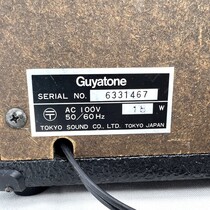 Guyatone
SERIAL NO. 6331467
T
AC 100V
50/60Hz
15 W
TOKYO SOUND CO., LTD. TOKYO JAPAN